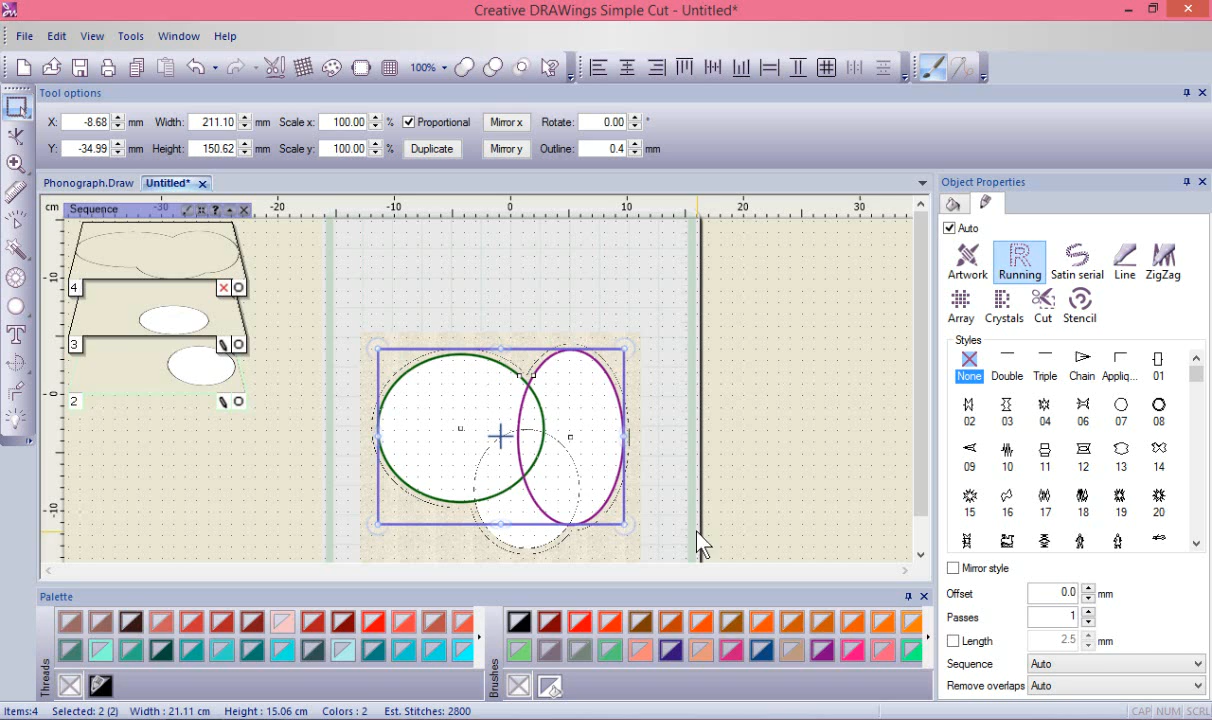 Creative DRAWings Simple Cut - Untitled*
File Edit View Tools Window Help
100%
Tool options
X: -8.68 mm Width: 211.10 mm Scale x: 100.00 % Proportional Mirror x Rotate: 0.00 °
Y: -34.99 mm Height: 150.62 mm Scale y: 100.00 % Duplicate Mirror y Outline: 0.4 mm
Phonograph.Draw Untitled*
cm -30 -20 -10 0 10 20 30
Sequence
-10
0
-10
4
3
2
Object Properties
Auto
Artwork Running Satin serial Line ZigZag
Array Crystals Cut Stencil
Styles
None Double Triple Chain Appliq... 01
02 03 04 06 07 08
09 10 11 12 13 14
15 16 17 18 19 20
Mirror style
Offset 0.0 mm
Passes 1
Length 2.5 mm
Sequence Auto
Remove overlaps Auto
Palette
Threads
Brushes
Items:4 Selected: 2 (2) Width : 21.11 cm Height : 15.06 cm Colors : 2 Est. Stitches: 2800
CAP NUM SCRL